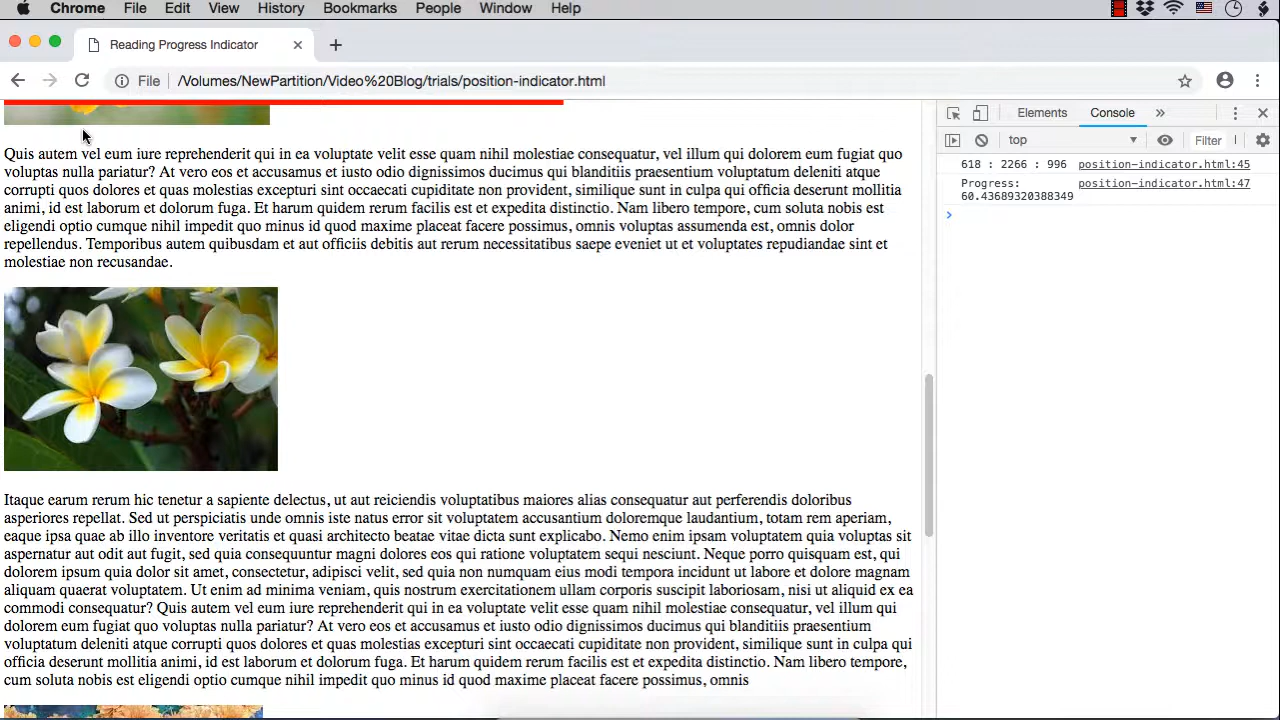 Chrome File Edit View History Bookmarks People Window Help
Reading Progress Indicator
File /Volumes/NewPartition/Video%20Blog/trials/position-indicator.html
Elements Console
top Filter
618 : 2266 : 996 position-indicator.html:45
Progress: position-indicator.html:47
60.43689320388349
Quis autem vel eum iure reprehenderit qui in ea voluptate velit esse quam nihil molestiae consequatur, vel illum qui dolorem eum fugiat quo
voluptas nulla pariatur? At vero eos et accusamus et iusto odio dignissimos ducimus qui blanditiis praesentium voluptatum deleniti atque
corrupti quos dolores et quas molestias excepturi sint occaecati cupiditate non provident, similique sunt in culpa qui officia deserunt mollitia
animi, id est laborum et dolorum fuga. Et harum quidem rerum facilis est et expedita distinctio. Nam libero tempore, cum soluta nobis est
eligendi optio cumque nihil impedit quo minus id quod maxime placeat facere possimus, omnis voluptas assumenda est, omnis dolor
repellendus. Temporibus autem quibusdam et aut officiis debitis aut rerum necessitatibus saepe eveniet ut et voluptates repudiandae sint et
molestiae non recusandae.
Itaque earum rerum hic tenetur a sapiente delectus, ut aut reiciendis voluptatibus maiores alias consequatur aut perferendis doloribus
asperiores repellat. Sed ut perspiciatis unde omnis iste natus error sit voluptatem accusantium doloremque laudantium, totam rem aperiam,
eaque ipsa quae ab illo inventore veritatis et quasi architecto beatae vitae dicta sunt explicabo. Nemo enim ipsam voluptatem quia voluptas sit
aspernatur aut odit aut fugit, sed quia consequuntur magni dolores eos qui ratione voluptatem sequi nesciunt. Neque porro quisquam est, qui
dolorem ipsum quia dolor sit amet, consectetur, adipisci velit, sed quia non numquam eius modi tempora incidunt ut labore et dolore magnam
aliquam quaerat voluptatem. Ut enim ad minima veniam, quis nostrum exercitationem ullam corporis suscipit laboriosam, nisi ut aliquid ex ea
commodi consequatur? Quis autem vel eum iure reprehenderit qui in ea voluptate velit esse quam nihil molestiae consequatur, vel illum qui
dolorem eum fugiat quo voluptas nulla pariatur? At vero eos et accusamus et iusto odio dignissimos ducimus qui blanditiis praesentium
voluptatum deleniti atque corrupti quos dolores et quas molestias excepturi sint occaecati cupiditate non provident, similique sunt in culpa qui
officia deserunt mollitia animi, id est laborum et dolorum fuga. Et harum quidem rerum facilis est et expedita distinctio. Nam libero tempore,
cum soluta nobis est eligendi optio cumque nihil impedit quo minus id quod maxime placeat facere possimus, omnis